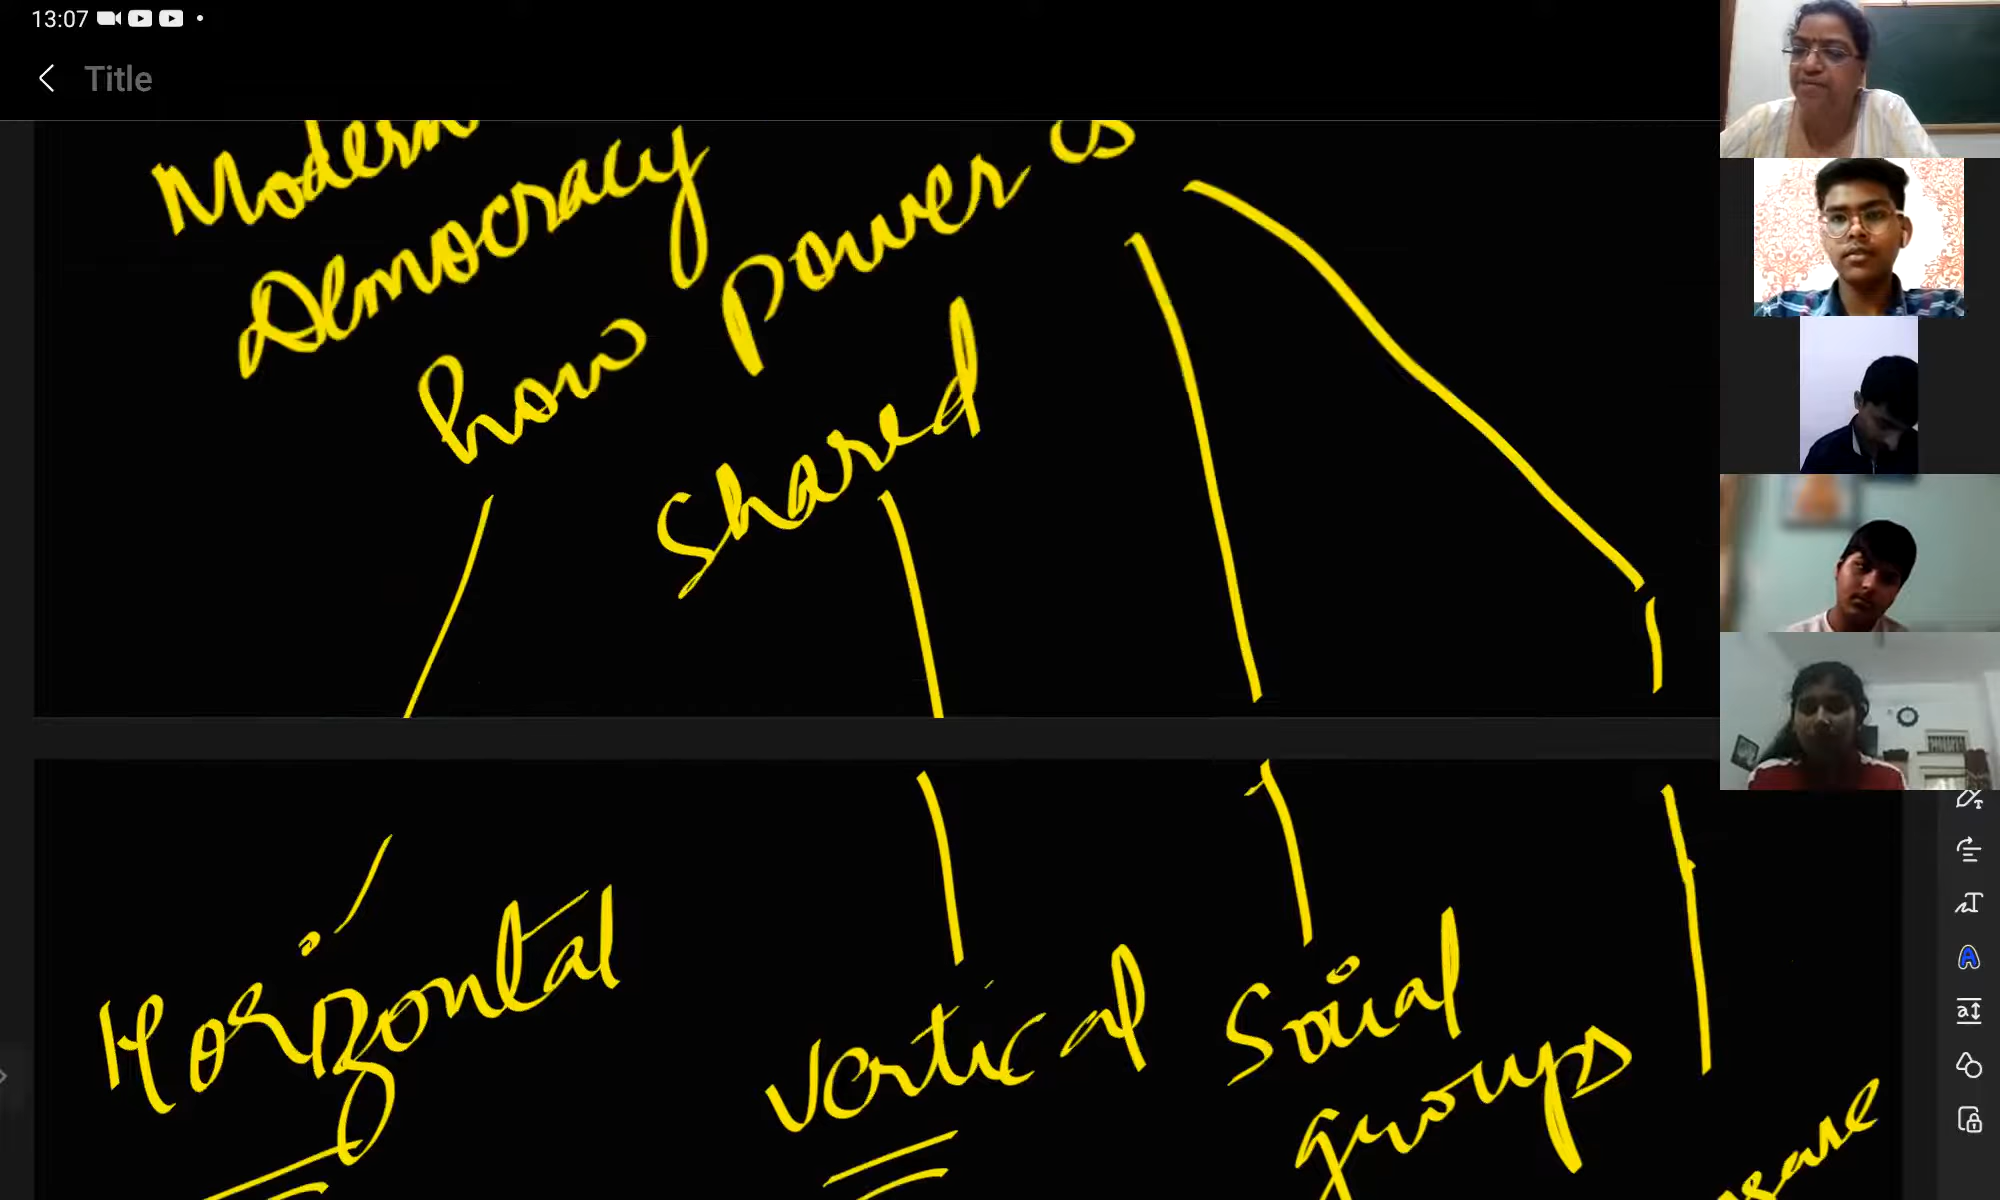 13:07
Title
Modern
Democracy
how Power is
Shared
Horizontal
Vertical
Social
groups